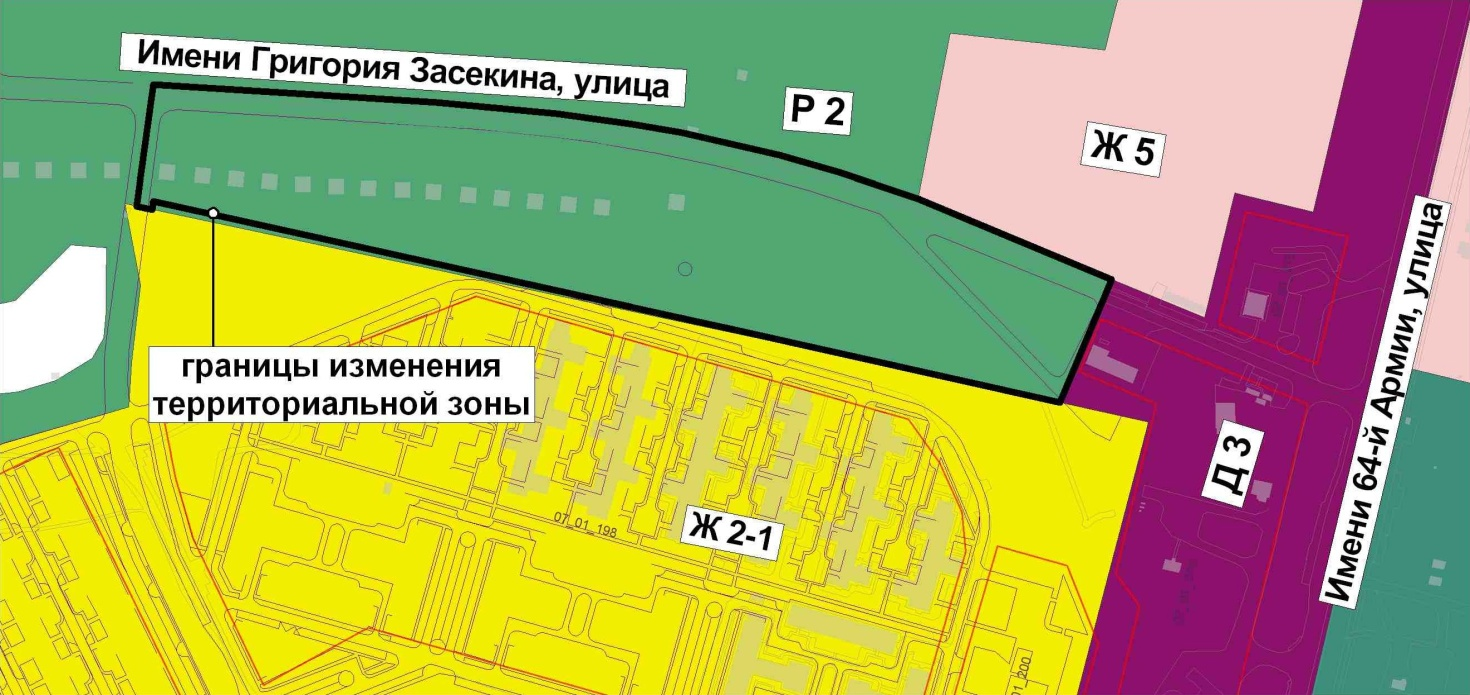 Имени Григория Засекина, улица
Р 2
Ж 5
Имени 64-й Армии, улица
границы изменения
территориальной зоны
Д 3
Ж 2-1
07_01_198